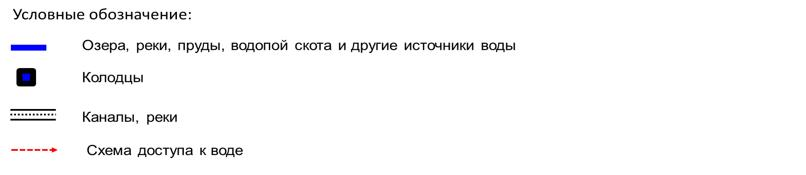 Условные обозначение:
Озера, реки, пруды, водопой скота и другие источники воды
Колодцы
Каналы, реки
Схема доступа к воде